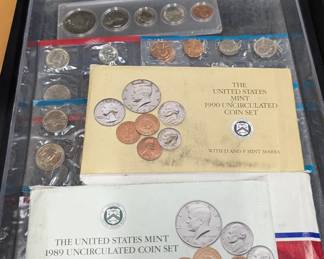 THE
UNITED STATES
MINT
1990 UNCIRCULATED
COIN SET
WITH D AND P MINT MARKS
THE UNITED STATES MINT
1989 UNCIRCULATED
COIN SET